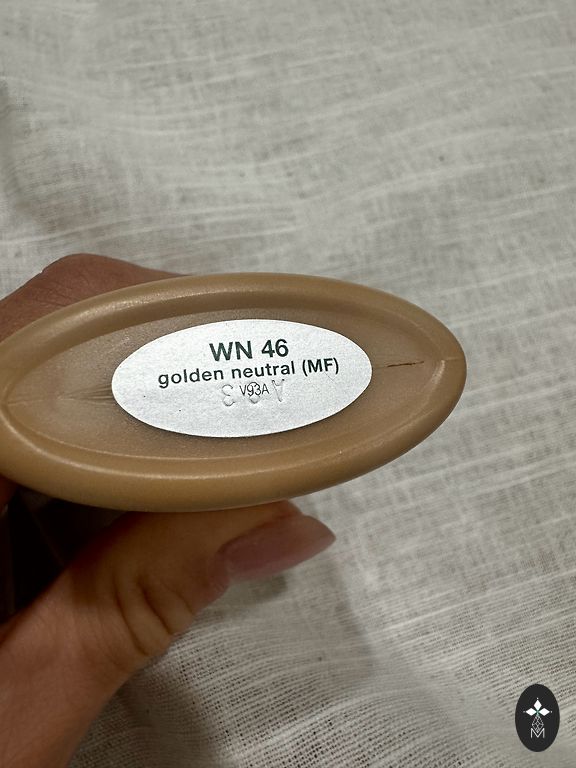 WN 46
golden neutral (MF)
V93A
M